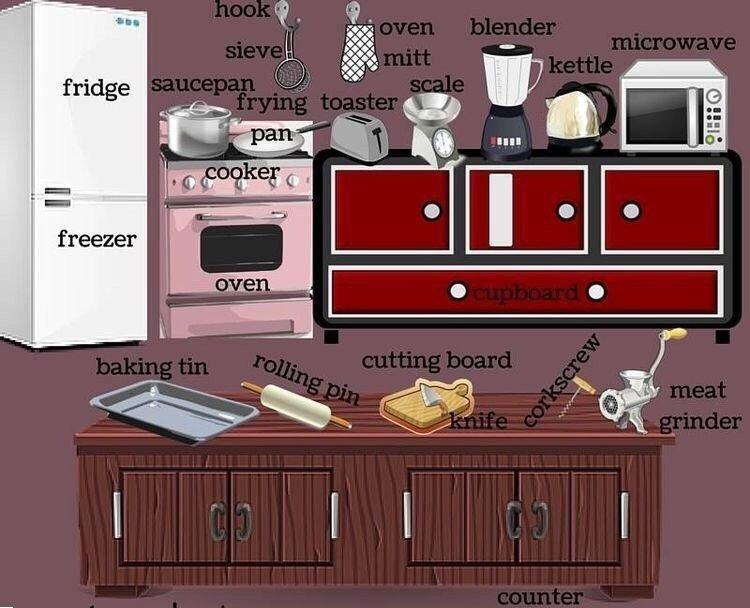 hook
oven
mitt
blender
microwave
sieve
kettle
fridge
saucepan
scale
frying
pan
toaster
cooker
freezer
oven
cupboard
baking tin
rolling pin
cutting board
knife
corkscrew
meat
grinder
counter